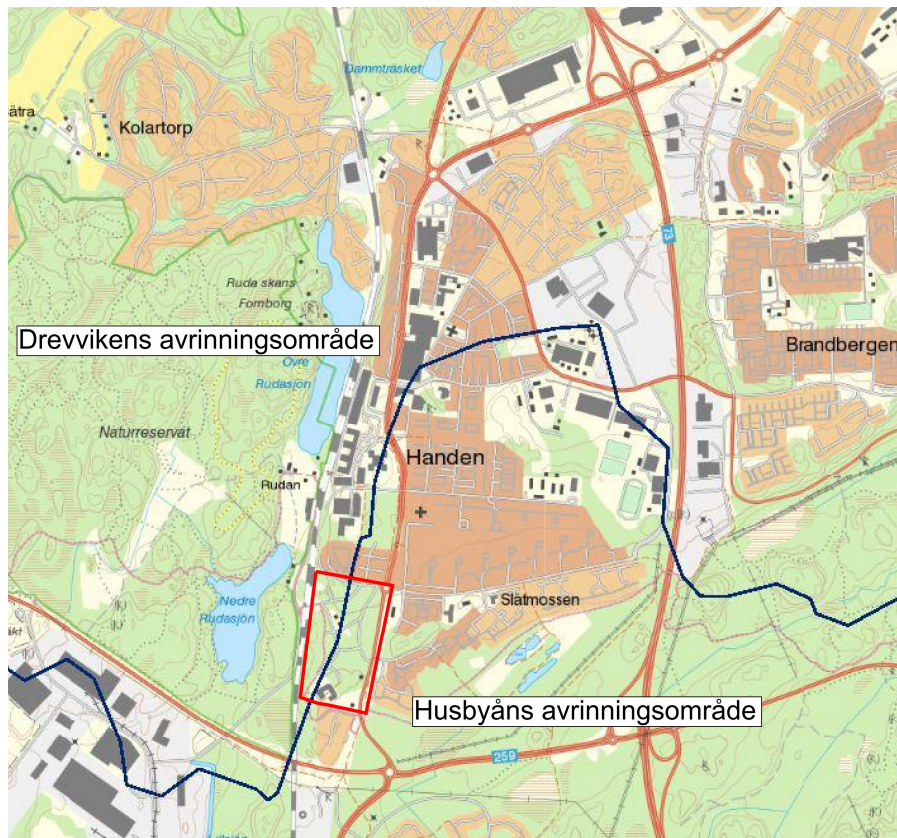 Dammträsket
ätra
Kolartorp
73
Ruda skans
Fornborg
Drevvikens avrinningsområde
Övre
Rudasjön
Brandbergen
Naturreservat
Handen
Rudan
Nedre
Rudasjön
Slätmossen
(K)
(K)
Husbyåns avrinningsområde
259
K
(K)